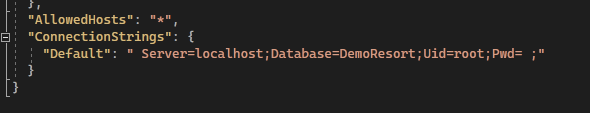 },
"AllowedHosts": "*",
"ConnectionStrings": {
"Default": " Server=localhost;Database=DemoResort;Uid=root;Pwd= ;"
}
}